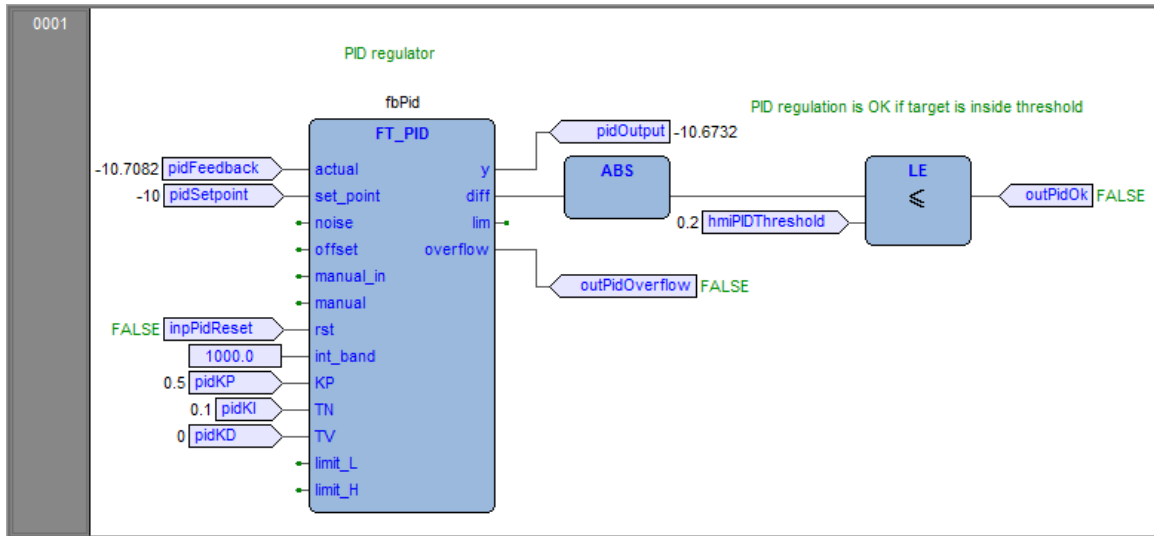 0001
PID regulator
fbPid
PID regulation is OK if target is inside threshold
FT_PID
pidOutput -10.6732
-10.7082 pidFeedback actual y
ABS
LE
-10 pidSetpoint set_point diff
≤
outPidOk FALSE
noise lim
0.2 hmiPIDThreshold
offset overflow
manual_in
outPidOverflow FALSE
manual
FALSE inpPidReset rst
1000.0 int_band
0.5 pidKP KP
0.1 pidKI TN
0 pidKD TV
limit_L
limit_H